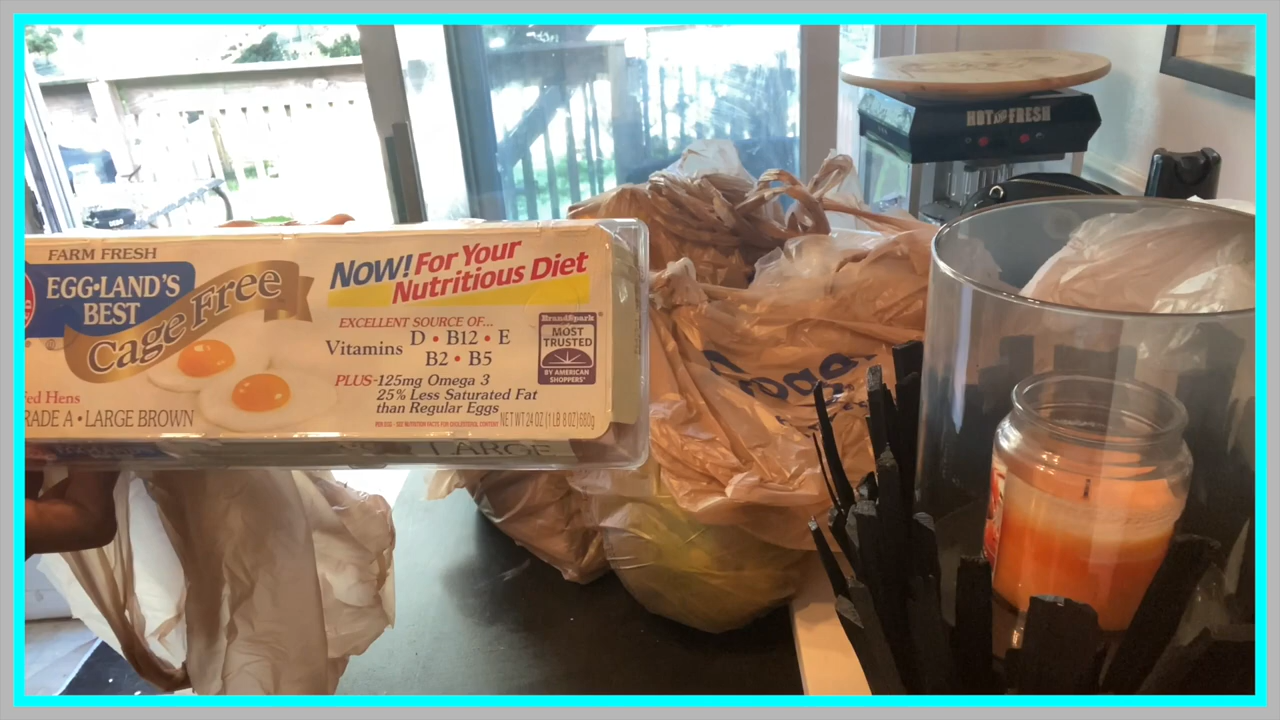 HOT AND FRESH
FARM FRESH
EGG·LAND'S
BEST
Cage Free
NOW! For Your
Nutritious Diet
EXCELLENT SOURCE OF...
Vitamins D • B12 • E
B2 • B5
PLUS-125mg Omega 3
25% Less Saturated Fat
than Regular Eggs
BrandSpark
MOST
TRUSTED
BY AMERICAN
SHOPPERS
Hens
GRADE A • LARGE BROWN
NET WT 24 OZ (1 LB 8 OZ) 680g
LARGE